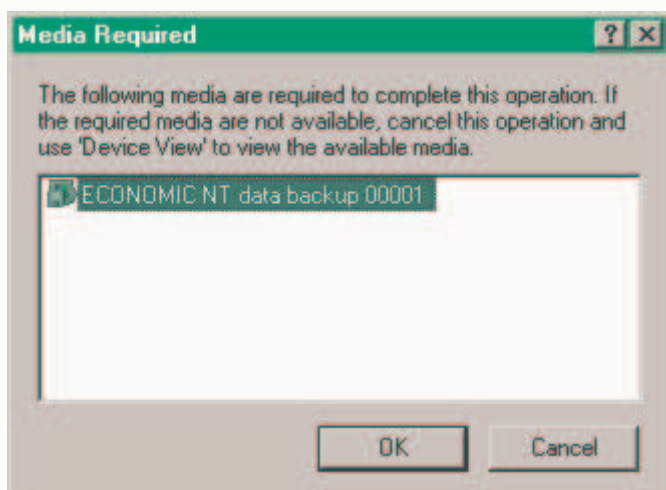 Media Required
The following media are required to complete this operation. If
the required media are not available, cancel this operation and
use 'Device View' to view the available media.
ECONOMIC NT data backup 00001
OK Cancel